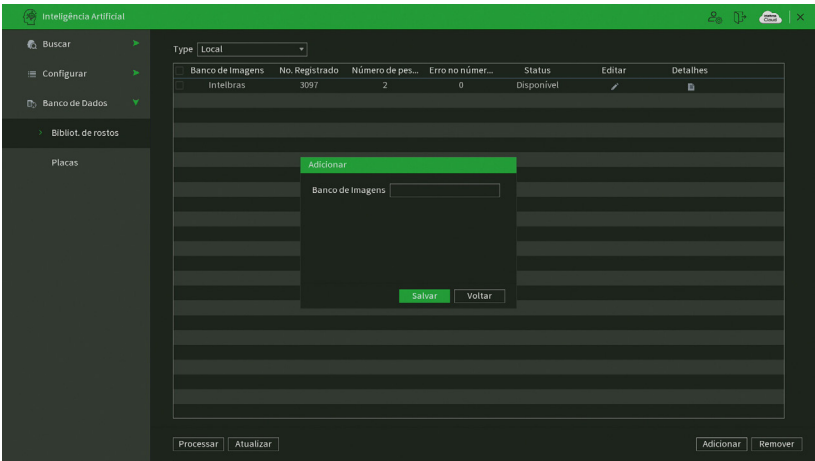 Inteligência Artificial
Cloud
Buscar
Configurar
Banco de Dados
Bibliot. de rostos
Placas
Type Local
Banco de Imagens No. Registrado Número de pes... Erro no númer... Status Editar Detalhes
Intelbras 3097 2 0 Disponível
Adicionar
Banco de Imagens
Salvar Voltar
Processar Atualizar Adicionar Remover